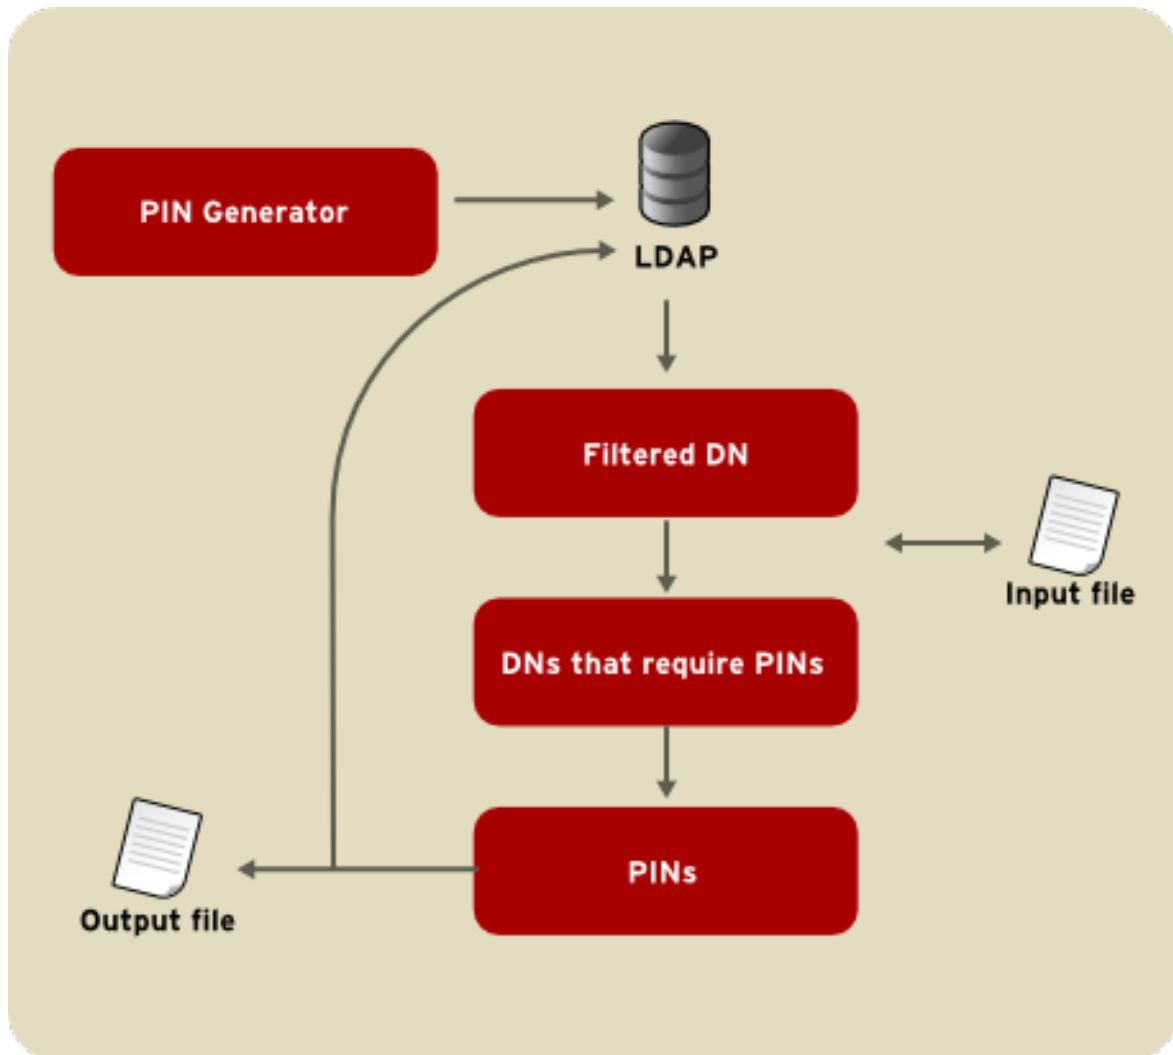 PIN Generator
LDAP
Filtered DN
Input file
DNs that require PINs
PINs
Output file